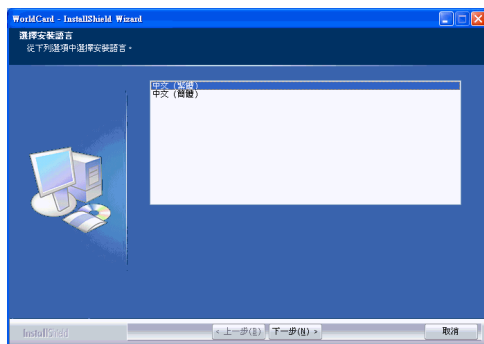 WorldCard - InstallShield Wizard
選擇安裝語言
從下列選項中選擇安裝語言。
中文 (繁體)
中文 (簡體)
InstallShield
< 上一步(B)
下一步(N) >
取消